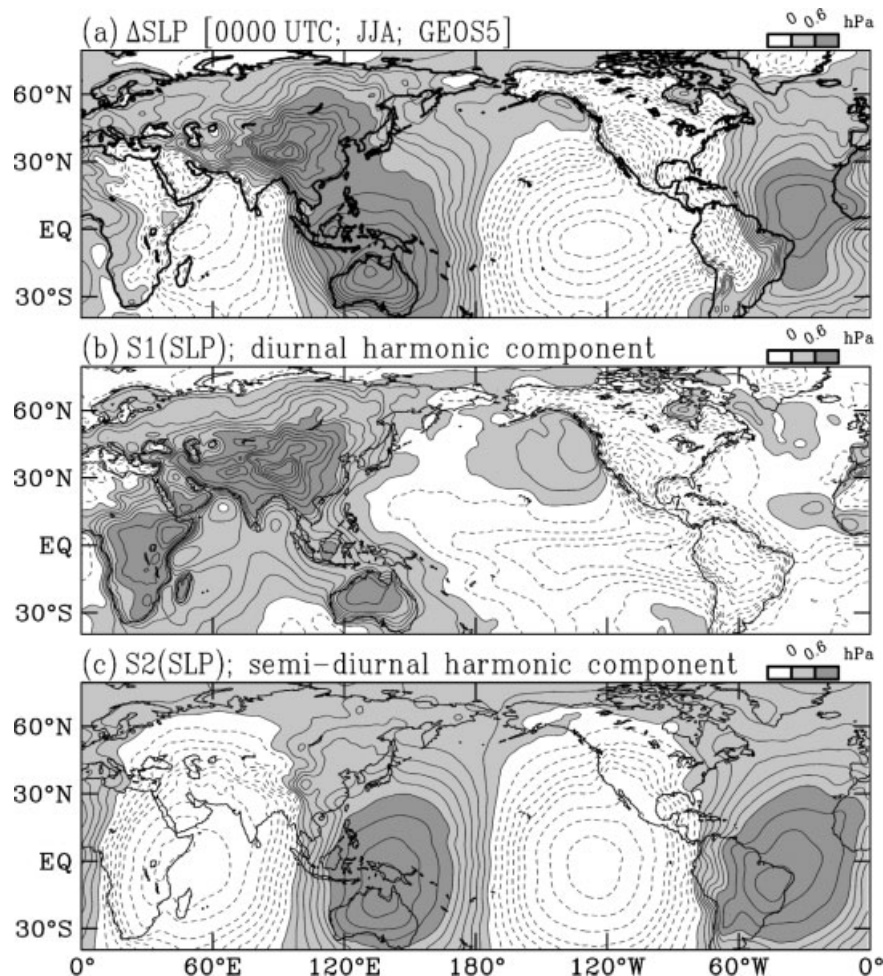 (a) ΔSLP [0000 UTC; JJA; GEOS5]
0 0.6 hPa
60°N
30°N
EQ
30°S
(b) S1(SLP); diurnal harmonic component
0 0.6 hPa
60°N
30°N
EQ
30°S
(c) S2(SLP); semi-diurnal harmonic component
0 0.6 hPa
60°N
30°N
EQ
30°S
0° 60°E 120°E 180° 120°W 60°W 0°